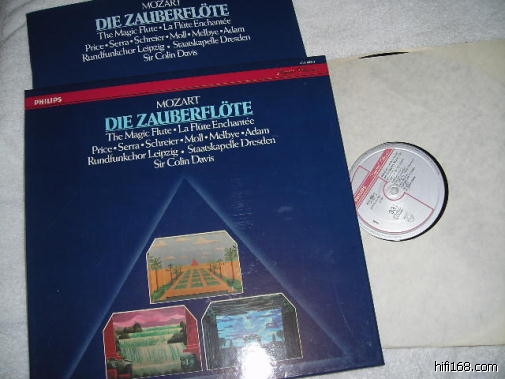 MOZART
DIE ZAUBERFLÖTE
The Magic Flute • La Flûte Enchantée
Price • Serra • Schreier • Moll • Melbye • Adam
Rundfunkchor Leipzig • Staatskapelle Dresden
Sir Colin Davis
PHILIPS
MOZART
DIE ZAUBERFLÖTE
The Magic Flute • La Flûte Enchantée
Price • Serra • Schreier • Moll • Melbye • Adam
Rundfunkchor Leipzig • Staatskapelle Dresden
Sir Colin Davis
hifi168.com